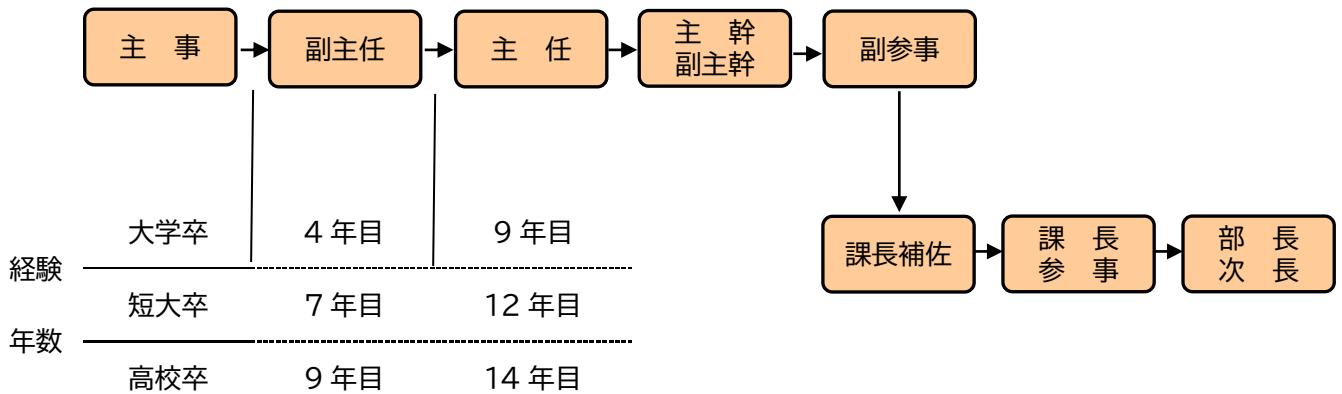 主　事
副主任
主　任
主　幹
副主幹
副参事
課長補佐
課　長
参　事
部　長
次　長
経験
年数
大学卒
4 年目
9 年目
短大卒
7 年目
12 年目
高校卒
9 年目
14 年目